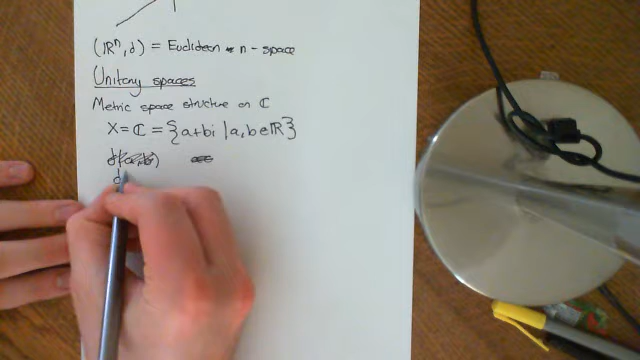 (ℝⁿ, d) = Euclidean n-space
Unitary spaces
Metric space structure on ℂ
X = ℂ = {a+bi | a, b ∈ ℝ}
d